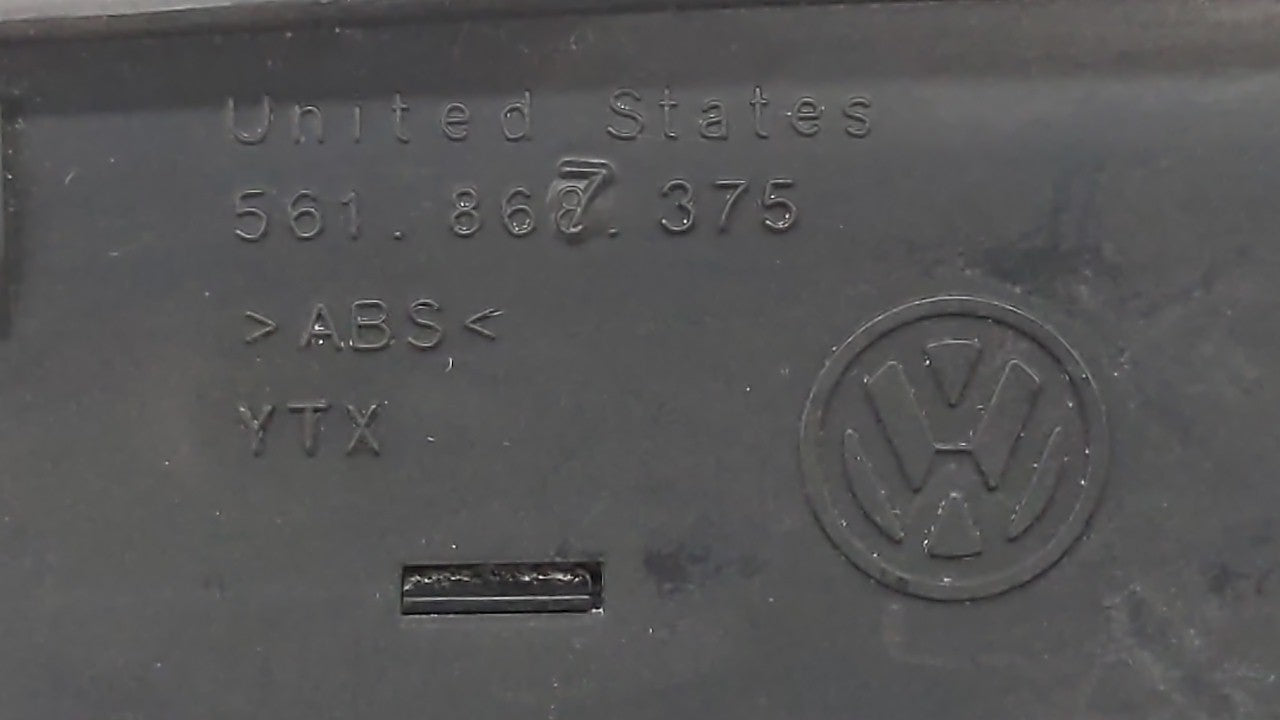 United States
561. 867. 375
>ABS<
YTX